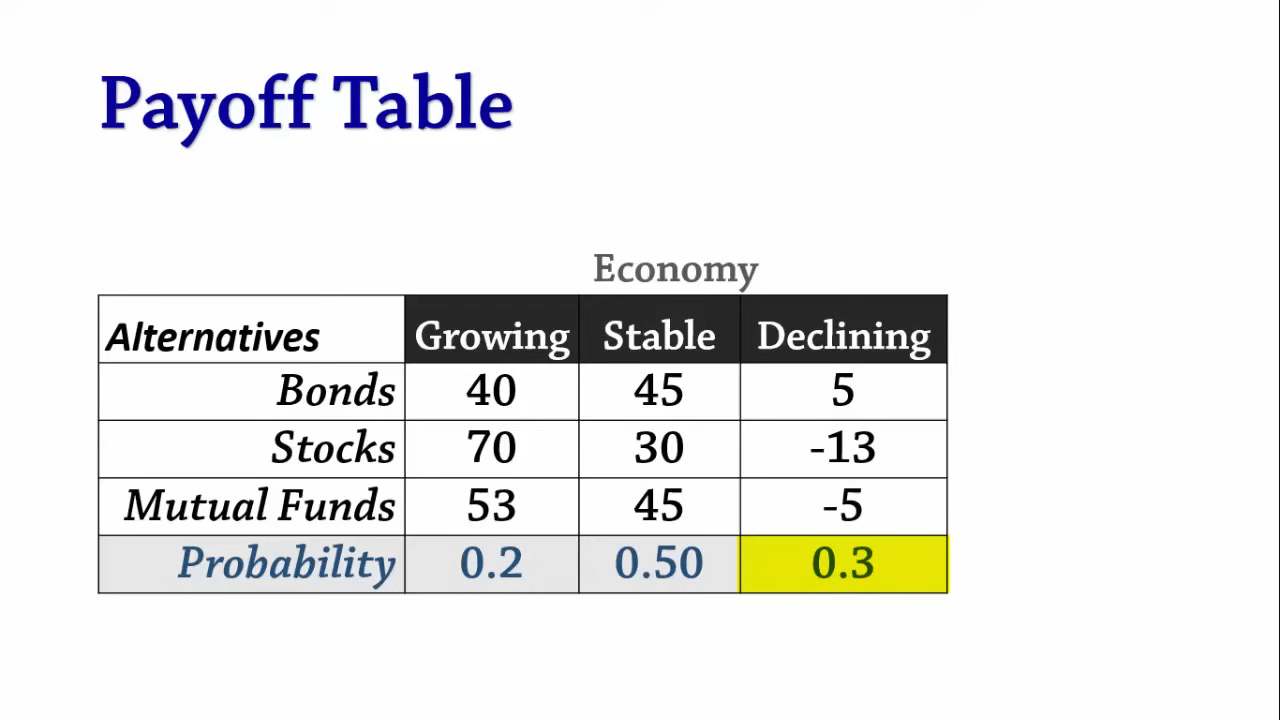 Payoff Table
Economy
Alternatives Growing Stable Declining
Bonds 40 45 5
Stocks 70 30 -13
Mutual Funds 53 45 -5
Probability 0.2 0.50 0.3